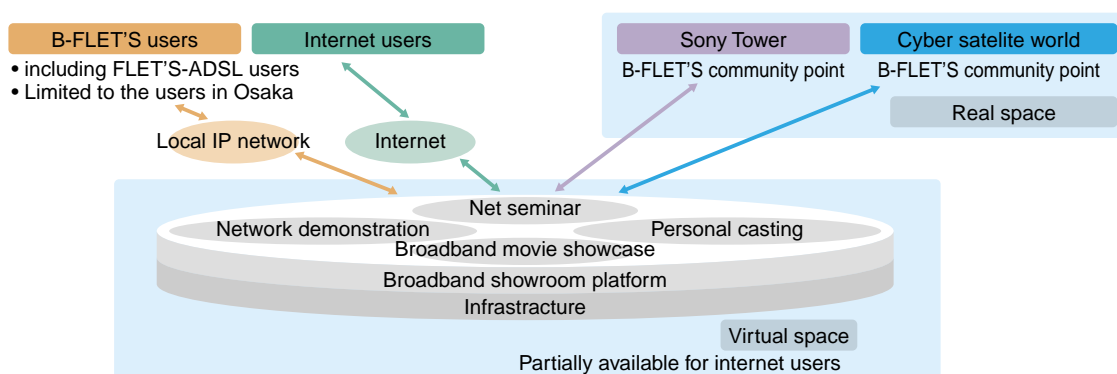 B-FLET'S users
Internet users
Sony Tower
Cyber satelite world
• including FLET'S-ADSL users
• Limited to the users in Osaka
B-FLET'S community point
B-FLET'S community point
Real space
Local IP network
Internet
Net seminar
Network demonstration
Personal casting
Broadband movie showcase
Broadband showroom platform
Infrastracture
Virtual space
Partially available for internet users